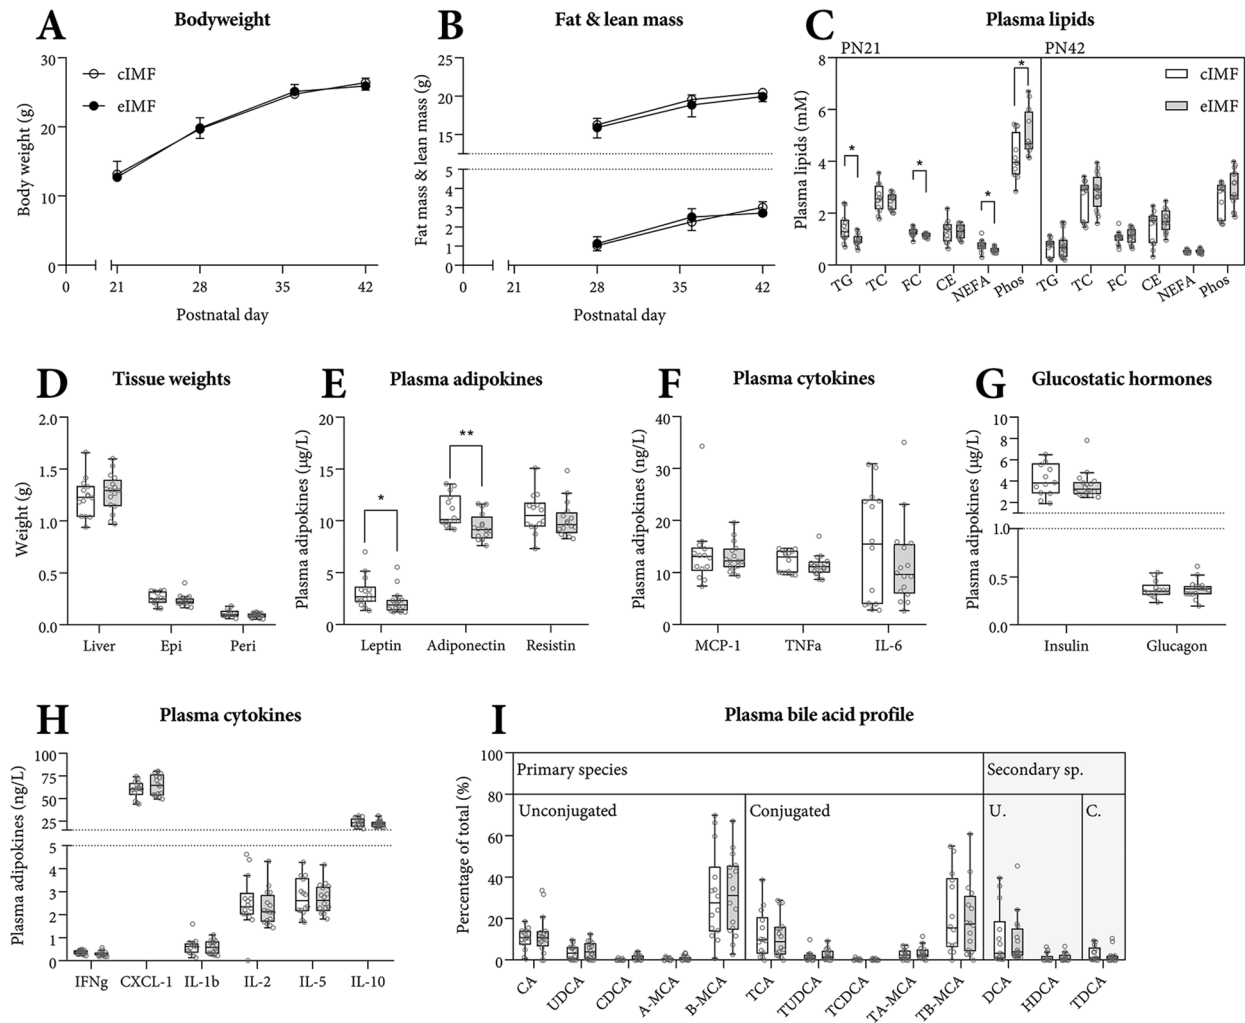 A
Bodyweight
Body weight (g)
30
20
10
0
cIMF
eIMF
0
21
28
35
42
Postnatal day
B
Fat & lean mass
Fat mass & lean mass (g)
25
20
15
5
4
3
2
1
0
0
21
28
35
42
Postnatal day
C
Plasma lipids
PN21
PN42
Plasma lipids (mM)
8
6
4
2
0
*
*
*
*
cIMF
eIMF
TG
TC
FC
CE
NEFA
Phos
TG
TC
FC
CE
NEFA
Phos
D
Tissue weights
Weight (g)
2.0
1.5
1.0
0.5
0.0
Liver
Epi
Peri
E
Plasma adipokines
Plasma adipokines (µg/L)
20
15
10
5
0
*
**
Leptin
Adiponectin
Resistin
F
Plasma cytokines
Plasma adipokines (ng/L)
40
30
20
10
0
MCP-1
TNFa
IL-6
G
Glucostatic hormones
Plasma adipokines (µg/L)
10
8
6
4
2
1.0
0.5
0.0
Insulin
Glucagon
H
Plasma cytokines
Plasma adipokines (ng/L)
100
75
50
25
5
4
3
2
1
0
IFNg
CXCL-1
IL-1b
IL-2
IL-5
IL-10
I
Plasma bile acid profile
Percentage of total (%)
100
80
60
40
20
0
Primary species
Secondary sp.
Unconjugated
Conjugated
U.
C.
CA
UDCA
CDCA
A-MCA
B-MCA
TCA
TUDCA
TCDCA
TA-MCA
TB-MCA
DCA
HDCA
TDCA